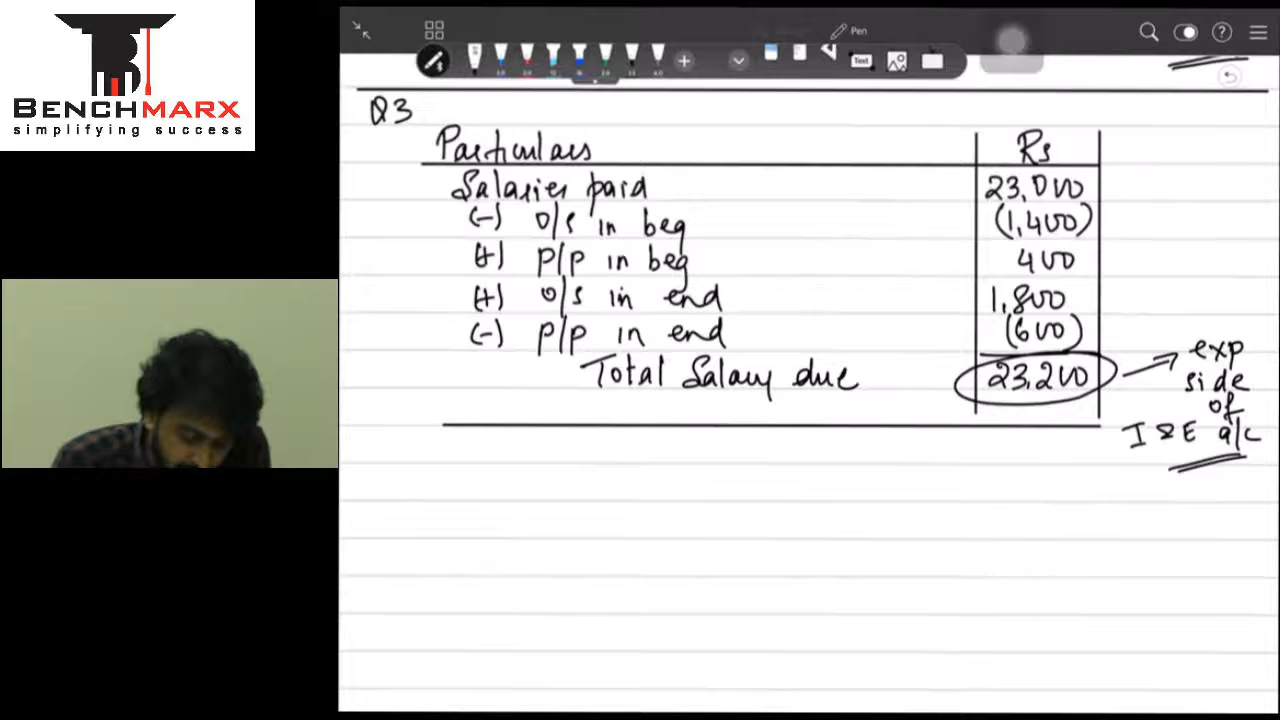 BENCHMARX
simplifying success
Pen
Text
Q3
Particulars Rs
Salaries paid 23,000
(-) O/S in beg (1,400)
(+) P/P in beg 400
(+) O/S in end 1,800
(-) P/P in end (600)
Total Salary due 23,200
exp
side
of
I & E a/c